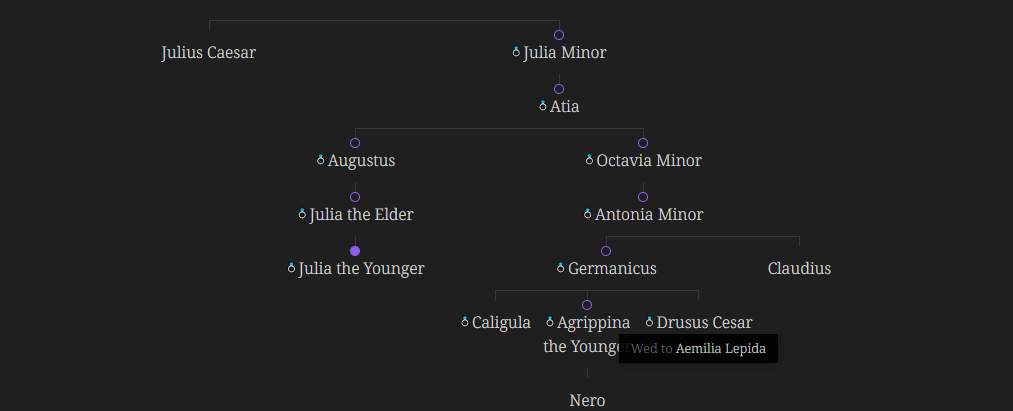 Julius Caesar
Julia Minor
Atia
Augustus
Octavia Minor
Julia the Elder
Antonia Minor
Julia the Younger
Germanicus
Claudius
Caligula
Agrippina
Drusus Cesar
the Younger
Wed to Aemilia Lepida
Nero